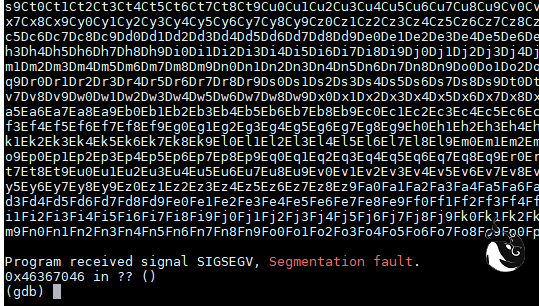 s9Ct0Ct1Ct2Ct3Ct4Ct5Ct6Ct7Ct8Ct9Cu0Cu1Cu2Cu3Cu4Cu5Cu6Cu7Cu8Cu9Cv0Cv
x7Cx8Cx9Cy0Cy1Cy2Cy3Cy4Cy5Cy6Cy7Cy8Cy9Cz0Cz1Cz2Cz3Cz4Cz5Cz6Cz7Cz8Cz
c5Dc6Dc7Dc8Dc9Dd0Dd1Dd2Dd3Dd4Dd5Dd6Dd7Dd8Dd9De0De1De2De3De4De5De6De
h3Dh4Dh5Dh6Dh7Dh8Dh9Di0Di1Di2Di3Di4Di5Di6Di7Di8Di9Dj0Dj1Dj2Dj3Dj4Dj
m1Dm2Dm3Dm4Dm5Dm6Dm7Dm8Dm9Dn0Dn1Dn2Dn3Dn4Dn5Dn6Dn7Dn8Dn9Do0Do1Do2Do
q9Dr0Dr1Dr2Dr3Dr4Dr5Dr6Dr7Dr8Dr9Ds0Ds1Ds2Ds3Ds4Ds5Ds6Ds7Ds8Ds9Dt0Dt
v7Dv8Dv9Dw0Dw1Dw2Dw3Dw4Dw5Dw6Dw7Dw8Dw9Dx0Dx1Dx2Dx3Dx4Dx5Dx6Dx7Dx8Dx
a5Ea6Ea7Ea8Ea9Eb0Eb1Eb2Eb3Eb4Eb5Eb6Eb7Eb8Eb9Ec0Ec1Ec2Ec3Ec4Ec5Ec6Ec
f3Ef4Ef5Ef6Ef7Ef8Ef9Eg0Eg1Eg2Eg3Eg4Eg5Eg6Eg7Eg8Eg9Eh0Eh1Eh2Eh3Eh4Eh
k1Ek2Ek3Ek4Ek5Ek6Ek7Ek8Ek9El0El1El2El3El4El5El6El7El8El9Em0Em1Em2Em
o9Ep0Ep1Ep2Ep3Ep4Ep5Ep6Ep7Ep8Ep9Eq0Eq1Eq2Eq3Eq4Eq5Eq6Eq7Eq8Eq9Er0Er
t7Et8Et9Eu0Eu1Eu2Eu3Eu4Eu5Eu6Eu7Eu8Eu9Ev0Ev1Ev2Ev3Ev4Ev5Ev6Ev7Ev8Ev
y5Ey6Ey7Ey8Ey9Ez0Ez1Ez2Ez3Ez4Ez5Ez6Ez7Ez8Ez9Fa0Fa1Fa2Fa3Fa4Fa5Fa6Fa
d3Fd4Fd5Fd6Fd7Fd8Fd9Fe0Fe1Fe2Fe3Fe4Fe5Fe6Fe7Fe8Fe9Ff0Ff1Ff2Ff3Ff4Ff
i1Fi2Fi3Fi4Fi5Fi6Fi7Fi8Fi9Fj0Fj1Fj2Fj3Fj4Fj5Fj6Fj7Fj8Fj9Fk0Fk1Fk2Fk
m9Fn0Fn1Fn2Fn3Fn4Fn5Fn6Fn7Fn8Fn9Fo0Fo1Fo2Fo3Fo4Fo5Fo6Fo7Fo8Fo9Fp0Fp
Program received signal SIGSEGV, Segmentation fault.
0x46367046 in ?? ()
(gdb)